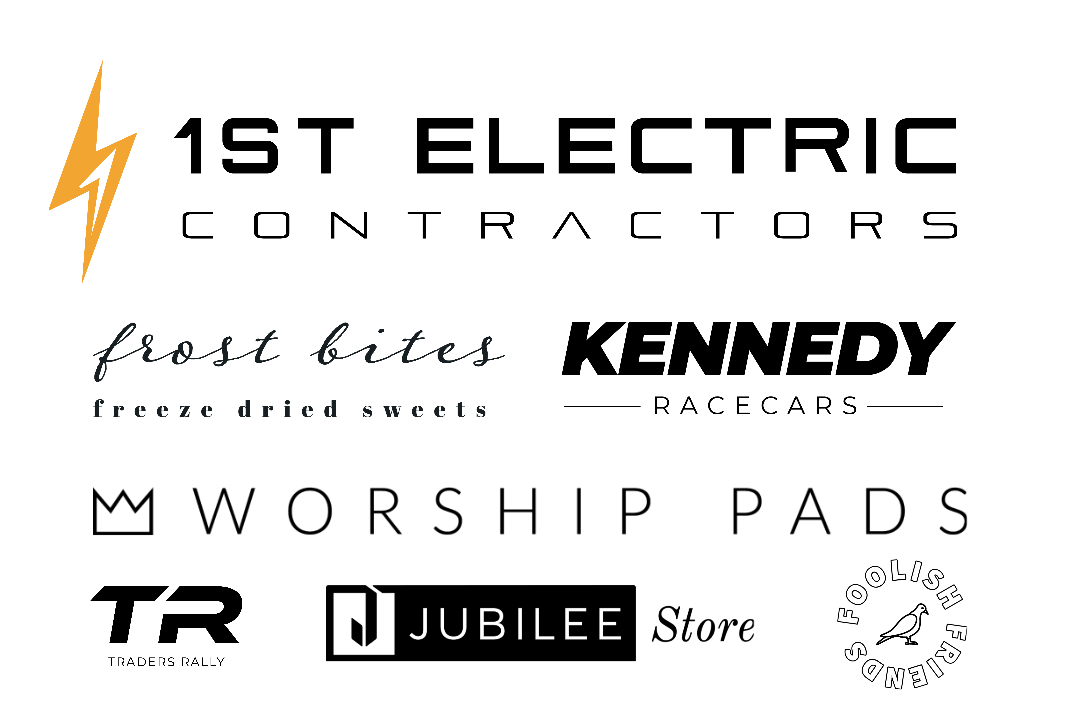 1ST ELECTRIC
CONTRACTORS
frost bites
freeze dried sweets
KENNEDY
RACECARS
WORSHIP PADS
TR
TRADERS RALLY
J JUBILEE Store
FOOLISH FRIENDS